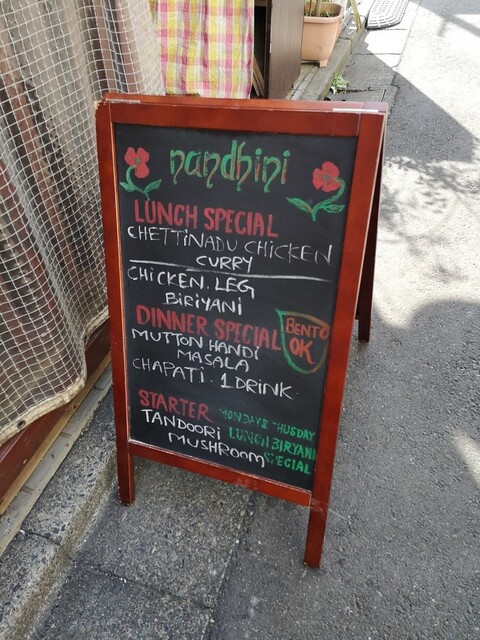 nandhini
LUNCH SPECIAL
CHETTINADU CHICKEN
CURRY
CHICKEN. LEG
BIRIYANI
DINNER SPECIAL
MUTTON HANDI
MASALA
CHAPATI. 1 DRINK.
BENTO
OK
STARTER
TANDOORI
MUSHROOM
MONDAY & THUSDAY
LUNCH BIRYANI
SPECIAL